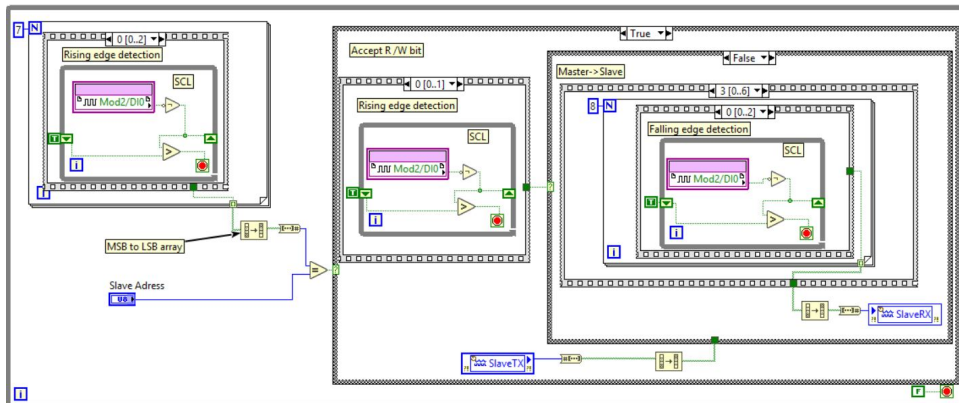 7 N
0 [0..2]
Rising edge detection
SCL
Mod2/DI0
T
i
i
MSB to LSB array
Slave Adress
U8
=
?
True
Accept R /W bit
0 [0..1]
Rising edge detection
SCL
Mod2/DI0
T
>
i
?
False
Master->Slave
3 [0..6]
8 N
0 [0..2]
Falling edge detection
SCL
Mod2/DI0
T
>
i
i
SlaveRX
SlaveTX
i
F